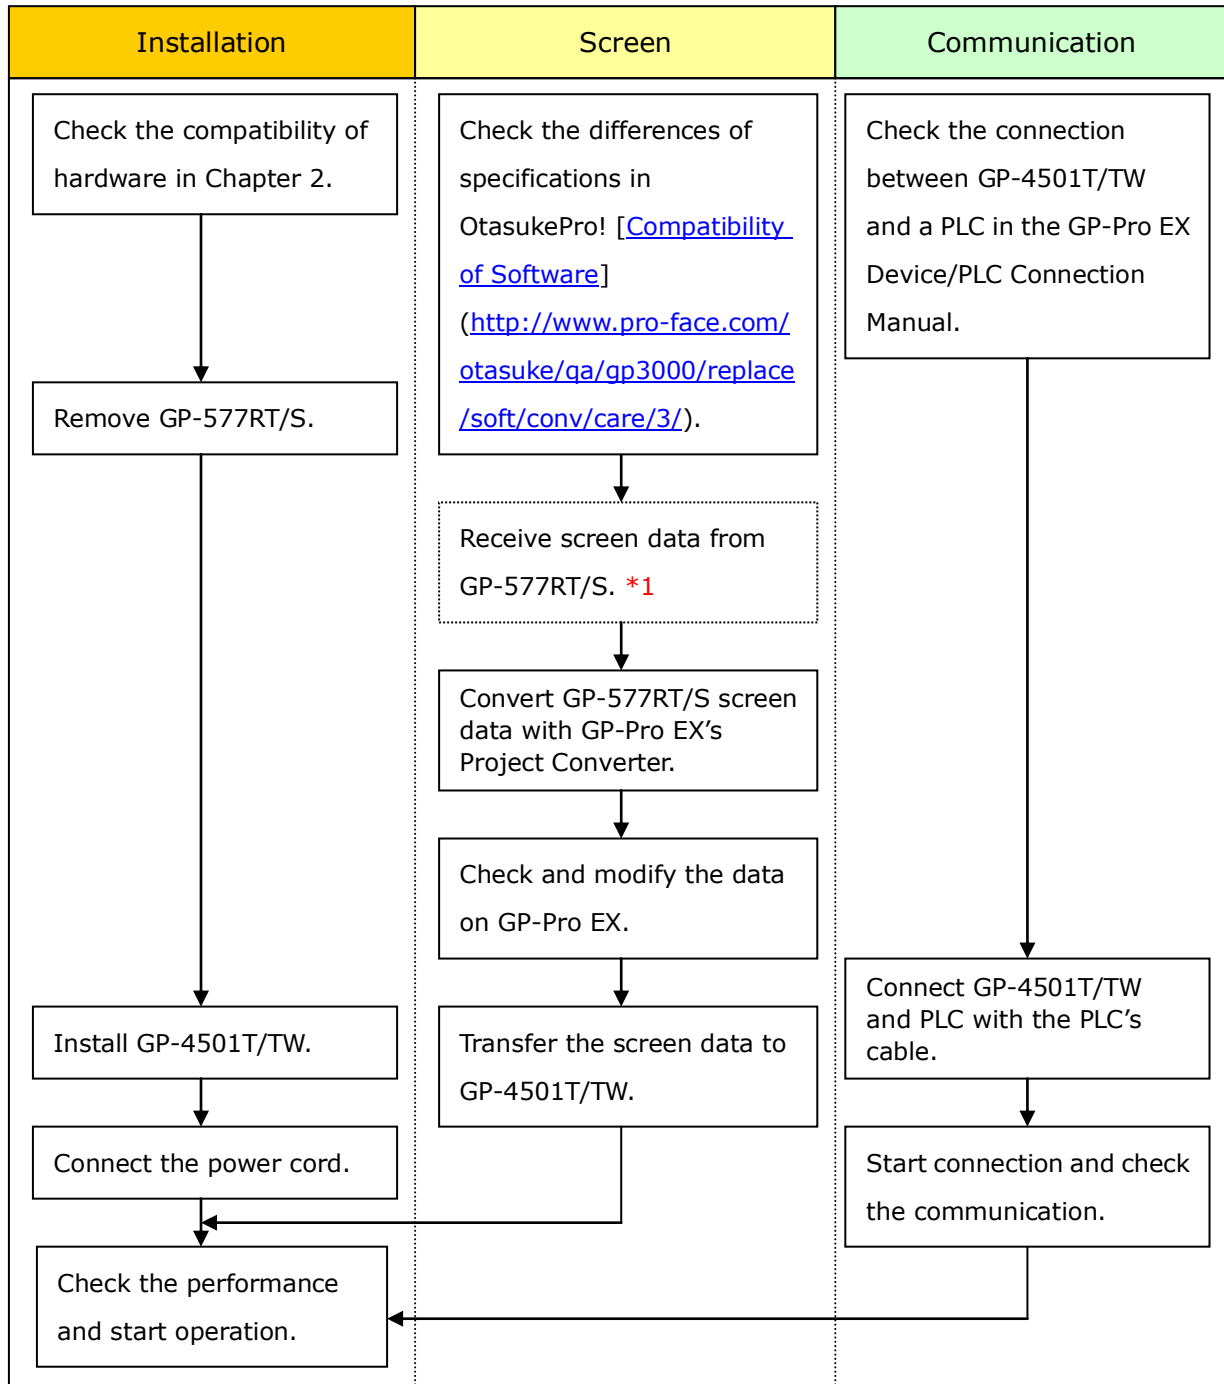 Installation
Screen
Communication
Check the compatibility of
hardware in Chapter 2.
Remove GP-577RT/S.
Install GP-4501T/TW.
Connect the power cord.
Check the performance
and start operation.
Check the differences of
specifications in
OtasukePro! [Compatibility
of Software]
(http://www.pro-face.com/
otasuke/qa/gp3000/replace
/soft/conv/care/3/).
Receive screen data from
GP-577RT/S. *1
Convert GP-577RT/S screen
data with GP-Pro EX’s
Project Converter.
Check and modify the data
on GP-Pro EX.
Transfer the screen data to
GP-4501T/TW.
Check the connection
between GP-4501T/TW
and a PLC in the GP-Pro EX
Device/PLC Connection
Manual.
Connect GP-4501T/TW
and PLC with the PLC’s
cable.
Start connection and check
the communication.